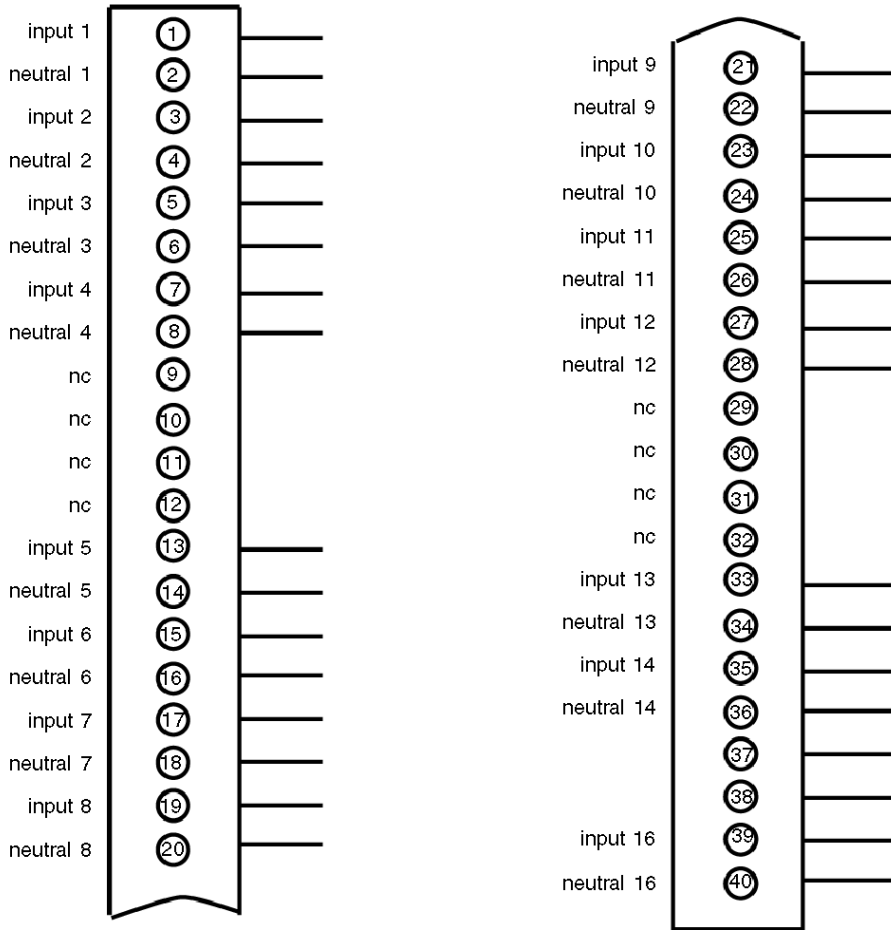 input 1 1
neutral 1 2
input 2 3
neutral 2 4
input 3 5
neutral 3 6
input 4 7
neutral 4 8
nc 9
nc 10
nc 11
nc 12
input 5 13
neutral 5 14
input 6 15
neutral 6 16
input 7 17
neutral 7 18
input 8 19
neutral 8 20
input 9 21
neutral 9 22
input 10 23
neutral 10 24
input 11 25
neutral 11 26
input 12 27
neutral 12 28
nc 29
nc 30
nc 31
nc 32
input 13 33
neutral 13 34
input 14 35
neutral 14 36
37
38
input 16 39
neutral 16 40